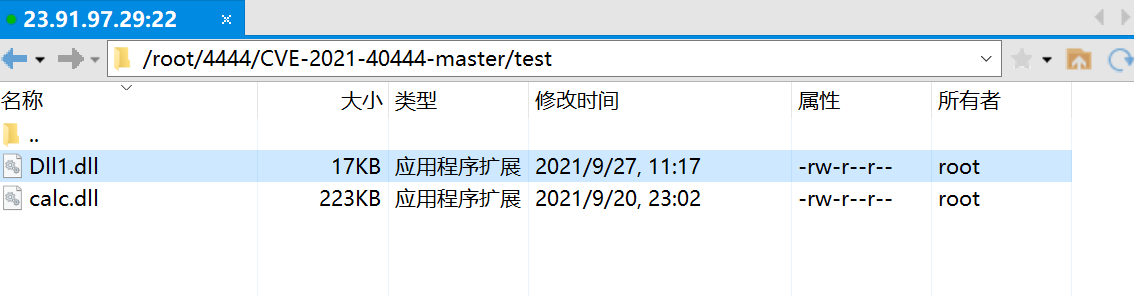 23.91.97.29:22 ×
/root/4444/CVE-2021-40444-master/test
名称 大小 类型 修改时间 属性 所有者
..
Dll1.dll 17KB 应用程序扩展 2021/9/27, 11:17 -rw-r--r-- root
calc.dll 223KB 应用程序扩展 2021/9/20, 23:02 -rw-r--r-- root